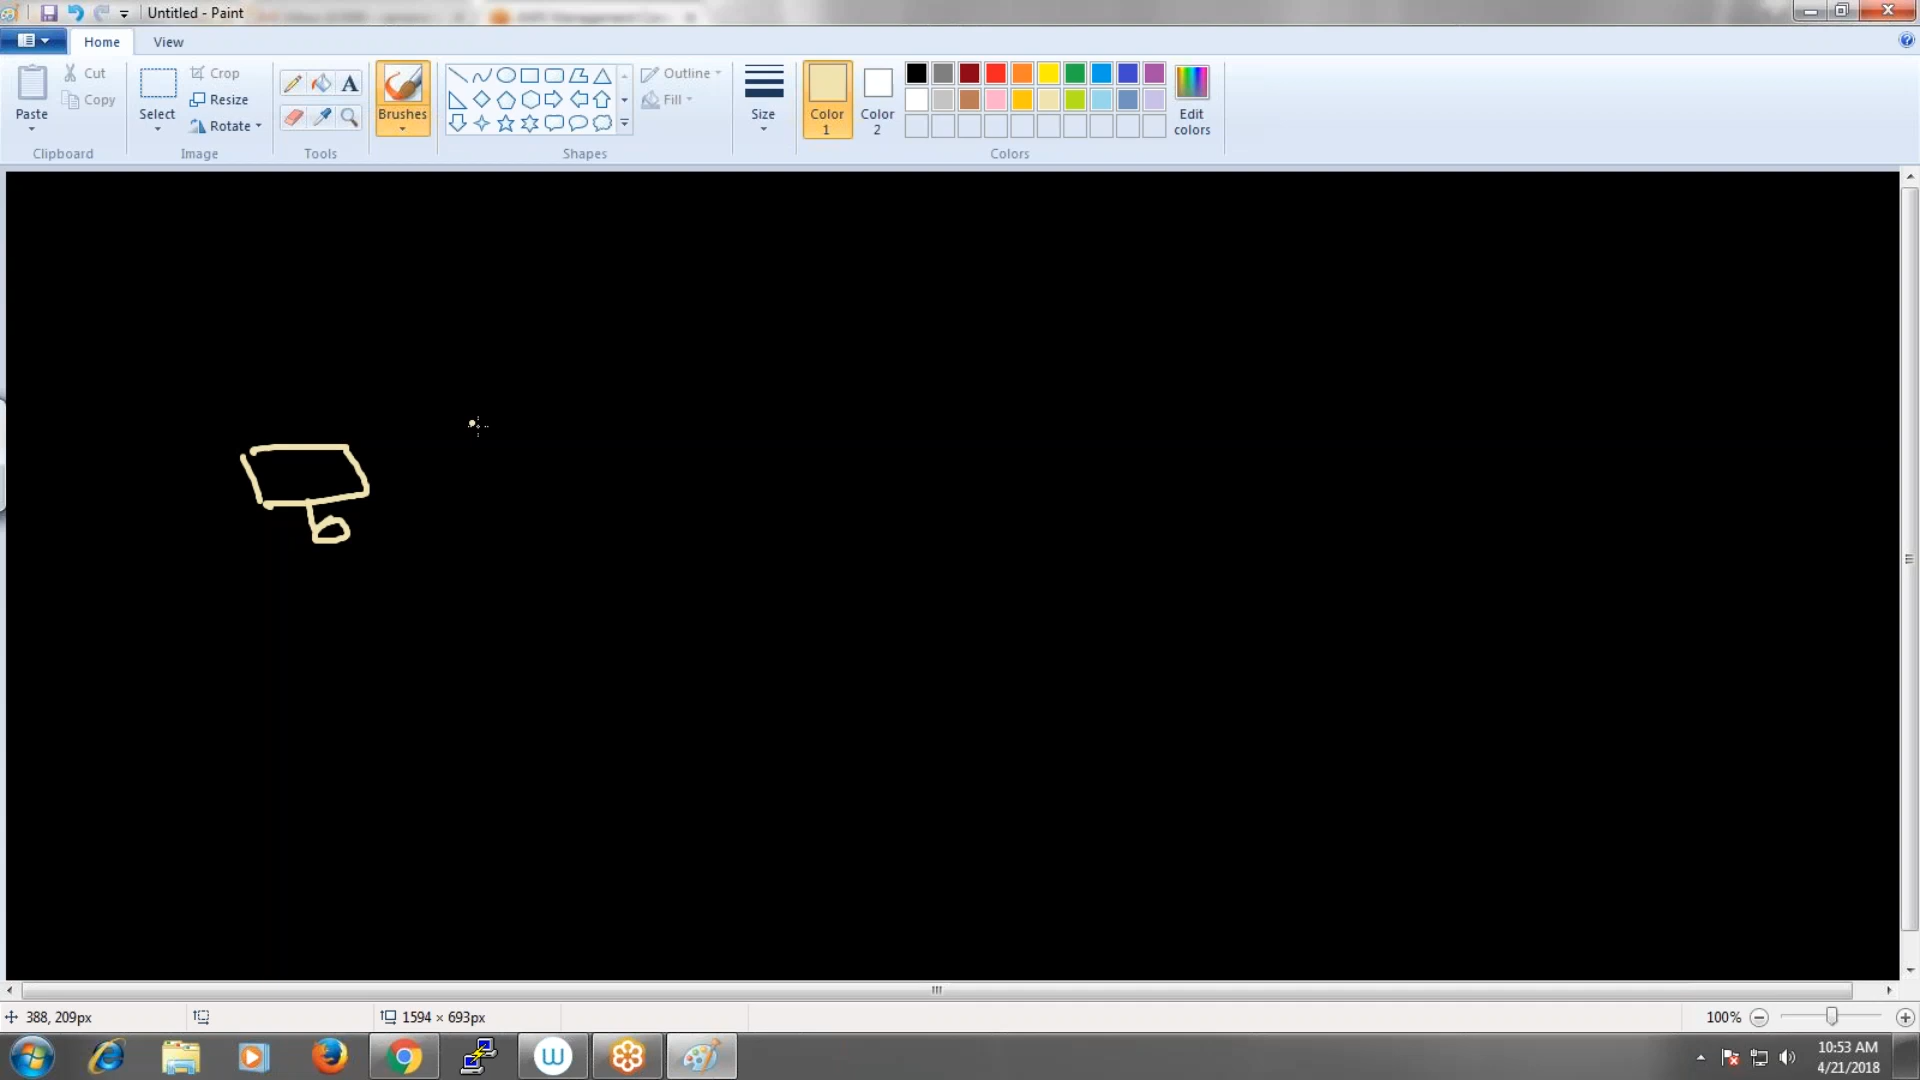 Untitled - Paint
Home View
Paste
Cut
Copy
Clipboard
Select
Crop
Resize
Rotate
Image
A
Tools
Brushes
Shapes
Outline
Fill
Size
Color 1
Color 2
Edit colors
Colors
388, 209px
1594 × 693px
100%
10:53 AM
4/21/2018